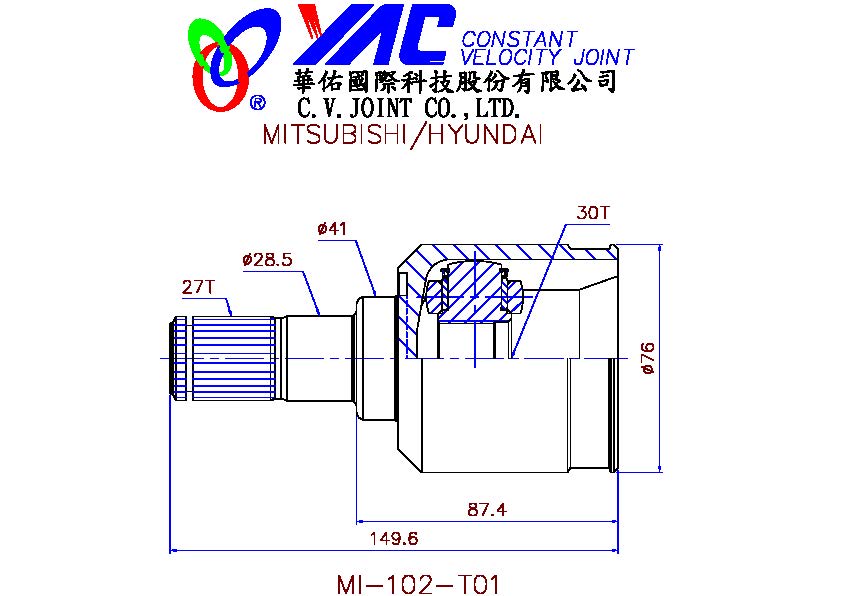 YAC CONSTANT
VELOCITY JOINT
®
華佑國際科技股份有限公司
C.V.JOINT CO.,LTD.
MITSUBISHI/HYUNDAI
30T
ø41
ø28.5
27T
ø76
87.4
149.6
MI-102-T01